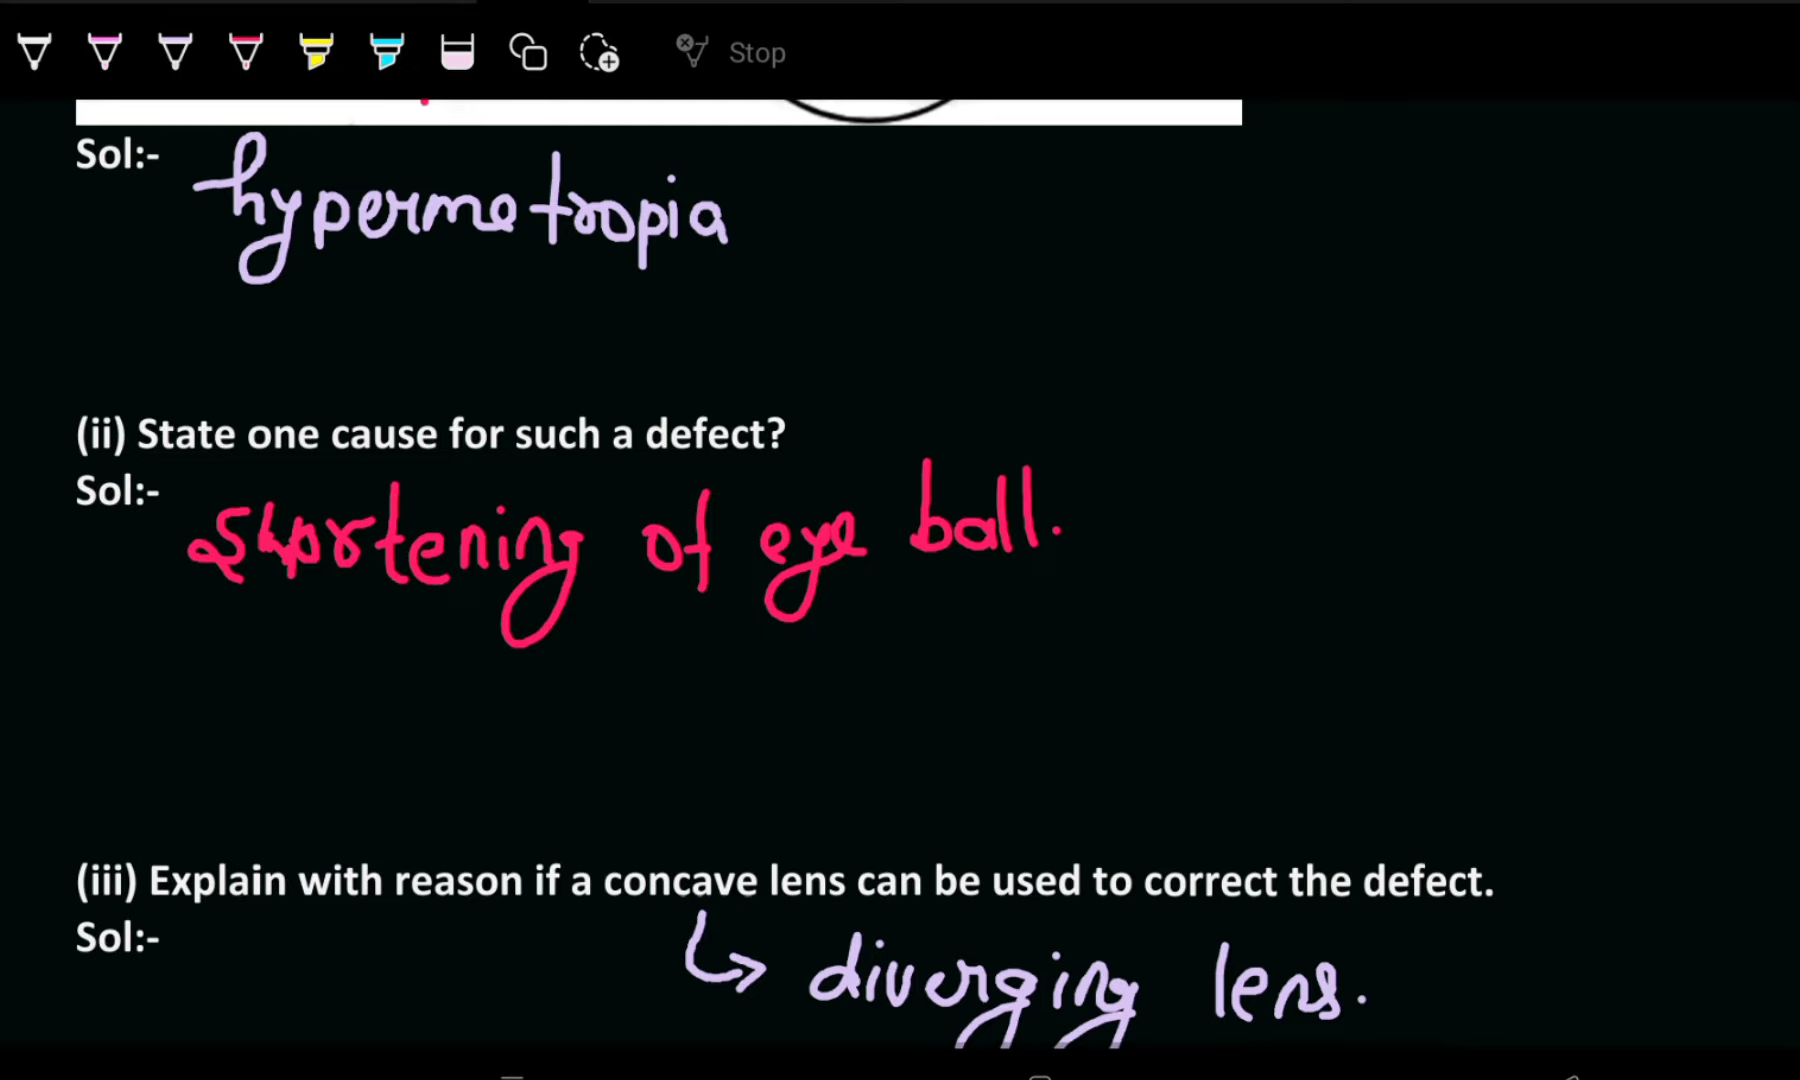 Stop
Sol:-
hypermetropia
(ii) State one cause for such a defect?
Sol:-
Shortening of eye ball.
(iii) Explain with reason if a concave lens can be used to correct the defect.
Sol:-
↳ diverging lens.